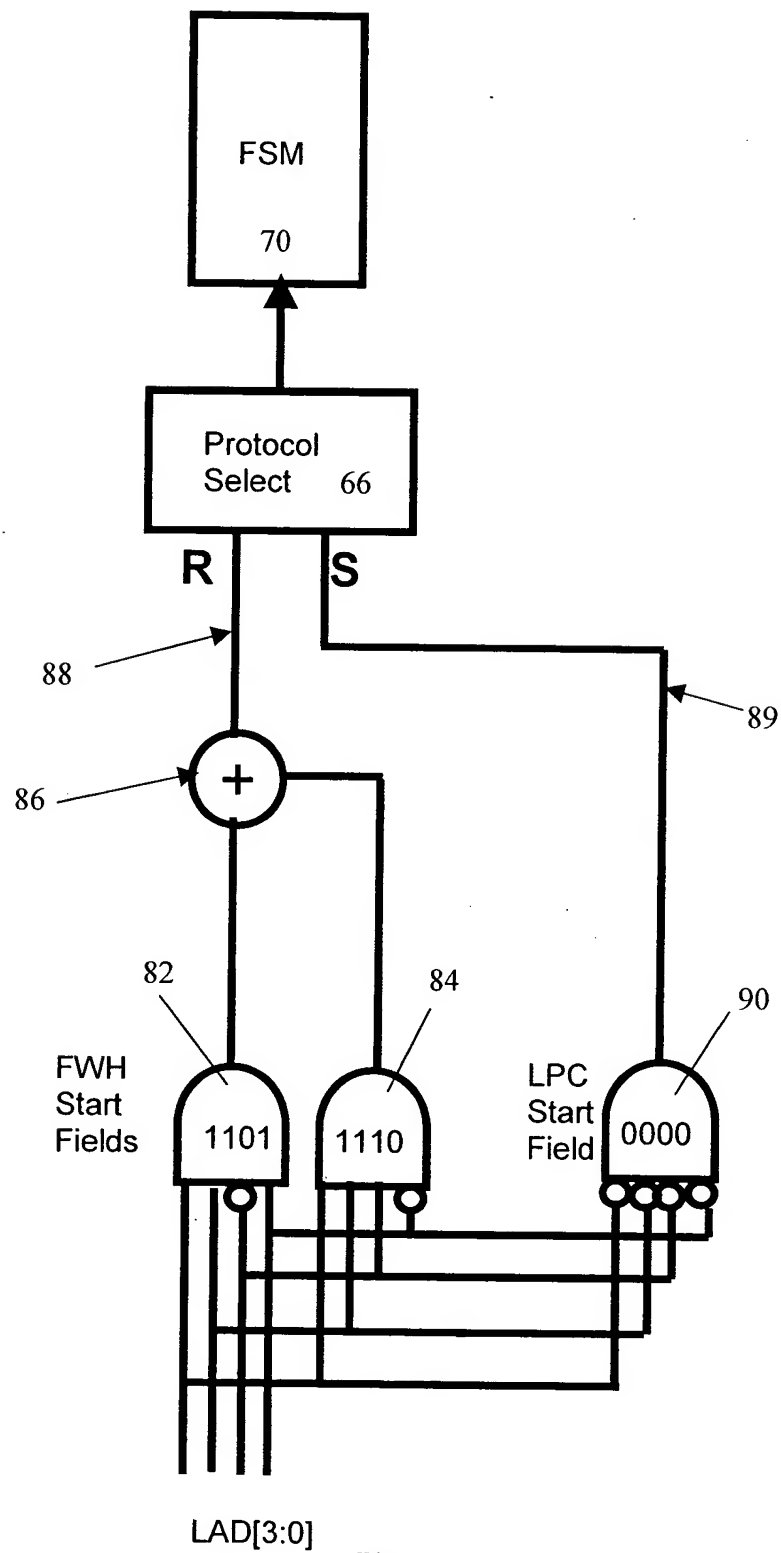 FSM
70
Protocol
Select 66
R S
88
89
+
86
82
84
90
FWH
Start
Fields
LPC
Start
Field
1101
1110
0000
LAD[3:0]